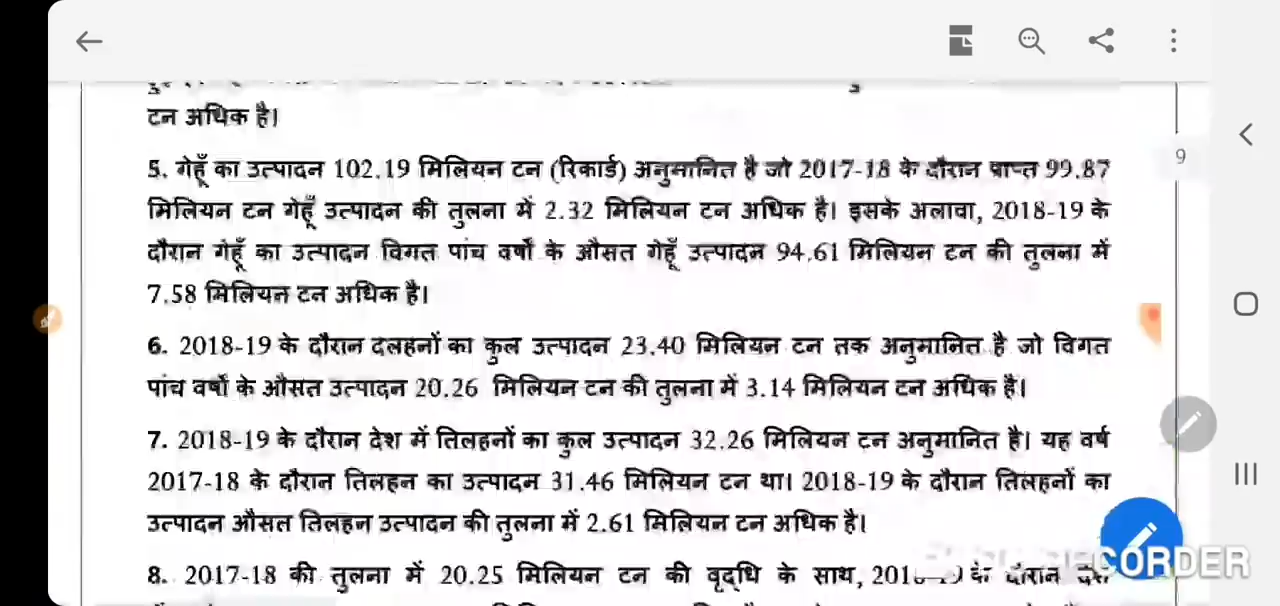 टन अधिक है।
9
5. गेहूँ का उत्पादन 102.19 मिलियन टन (रिकार्ड) अनुमानित है जो 2017-18 के दौरान प्राप्त 99.87
मिलियन टन गेहूँ उत्पादन की तुलना में 2.32 मिलियन टन अधिक है। इसके अलावा, 2018-19 के
दौरान गेहूँ का उत्पादन विगत पांच वर्षों के औसत गेहूँ उत्पादन 94.61 मिलियन टन की तुलना में
7.58 मिलियन टन अधिक है।
6. 2018-19 के दौरान दलहनों का कुल उत्पादन 23.40 मिलियन टन तक अनुमानित है जो विगत
पांच वर्षों के औसत उत्पादन 20.26 मिलियन टन की तुलना में 3.14 मिलियन टन अधिक है।
7. 2018-19 के दौरान देश में तिलहनों का कुल उत्पादन 32.26 मिलियन टन अनुमानित है। यह वर्ष
2017-18 के दौरान तिलहन का उत्पादन 31.46 मिलियन टन था। 2018-19 के दौरान तिलहनों का
उत्पादन औसत तिलहन उत्पादन की तुलना में 2.61 मिलियन टन अधिक है।
8. 2017-18 की तुलना में 20.25 मिलियन टन की वृद्धि के साथ, के दौरान देश